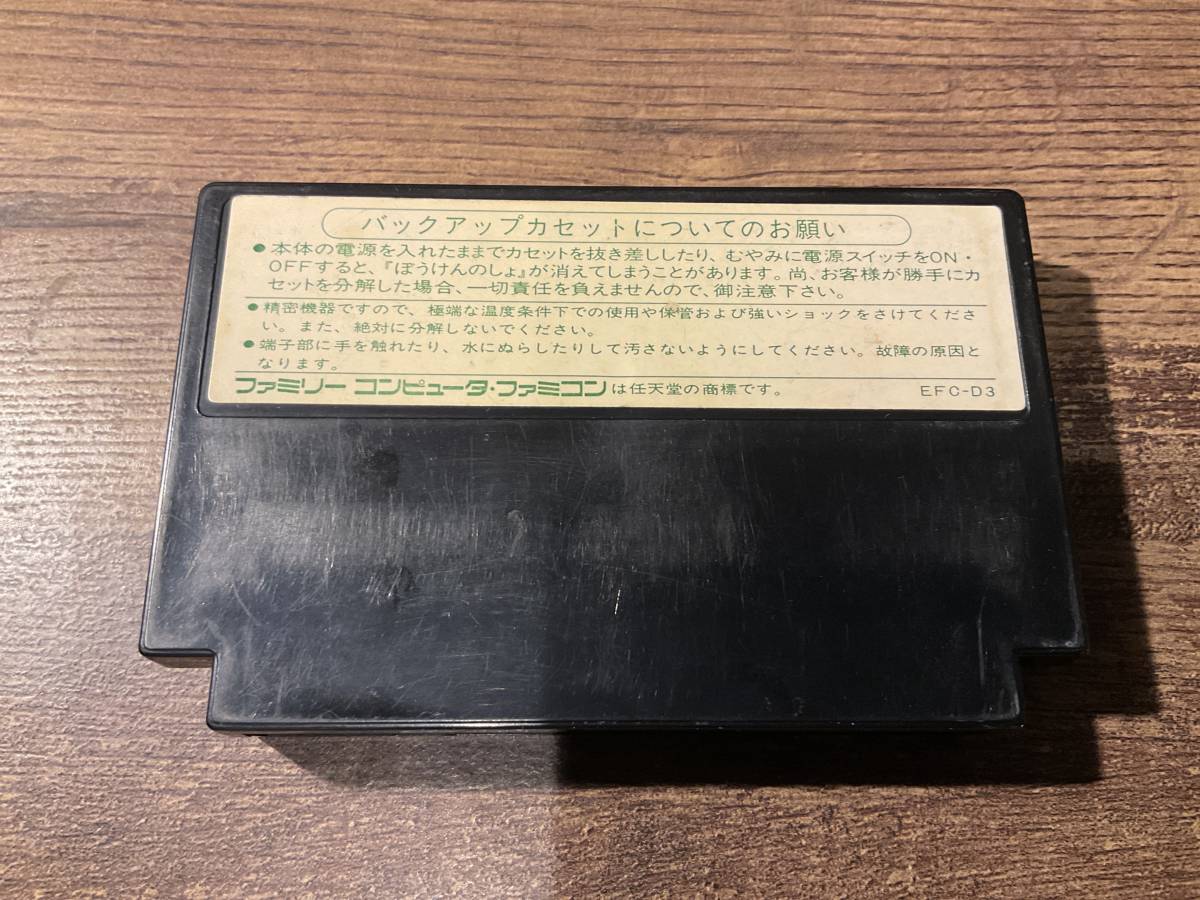 バックアップカセットについてのお願い
●本体の電源を入れたままでカセットを抜き差ししたり、むやみに電源スイッチをON・
OFFすると、『ぼうけんのしょ』が消えてしまうことがあります。尚、お客様が勝手にカ
セットを分解した場合、一切責任を負えませんので、御注意下さい。
●精密機器ですので、極端な温度条件下での使用や保管および強いショックをさけてくださ
い。また、絶対に分解しないでください。
●端子部に手を触れたり、水にぬらしたりして汚さないようにしてください。故障の原因と
なります。
ファミリーコンピュータ・ファミコンは任天堂の商標です。 EFC-D3